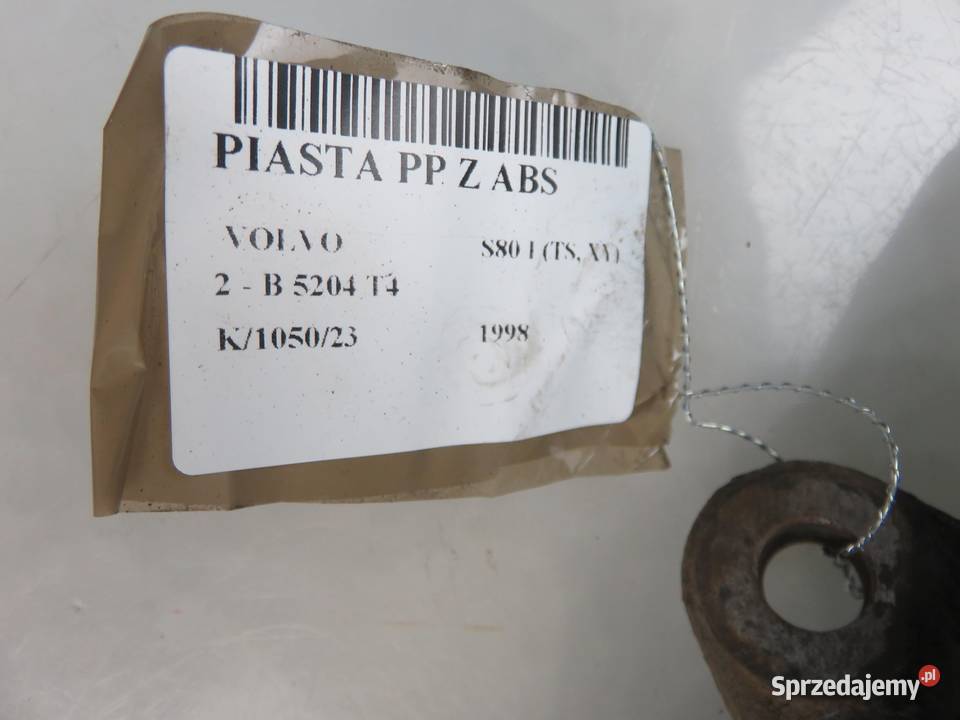 PIASTA PP Z ABS
VOLVO S80 I (TS, XY)
2 - B 5204 T4
K/1050/23 1998
Sprzedajemy.pl